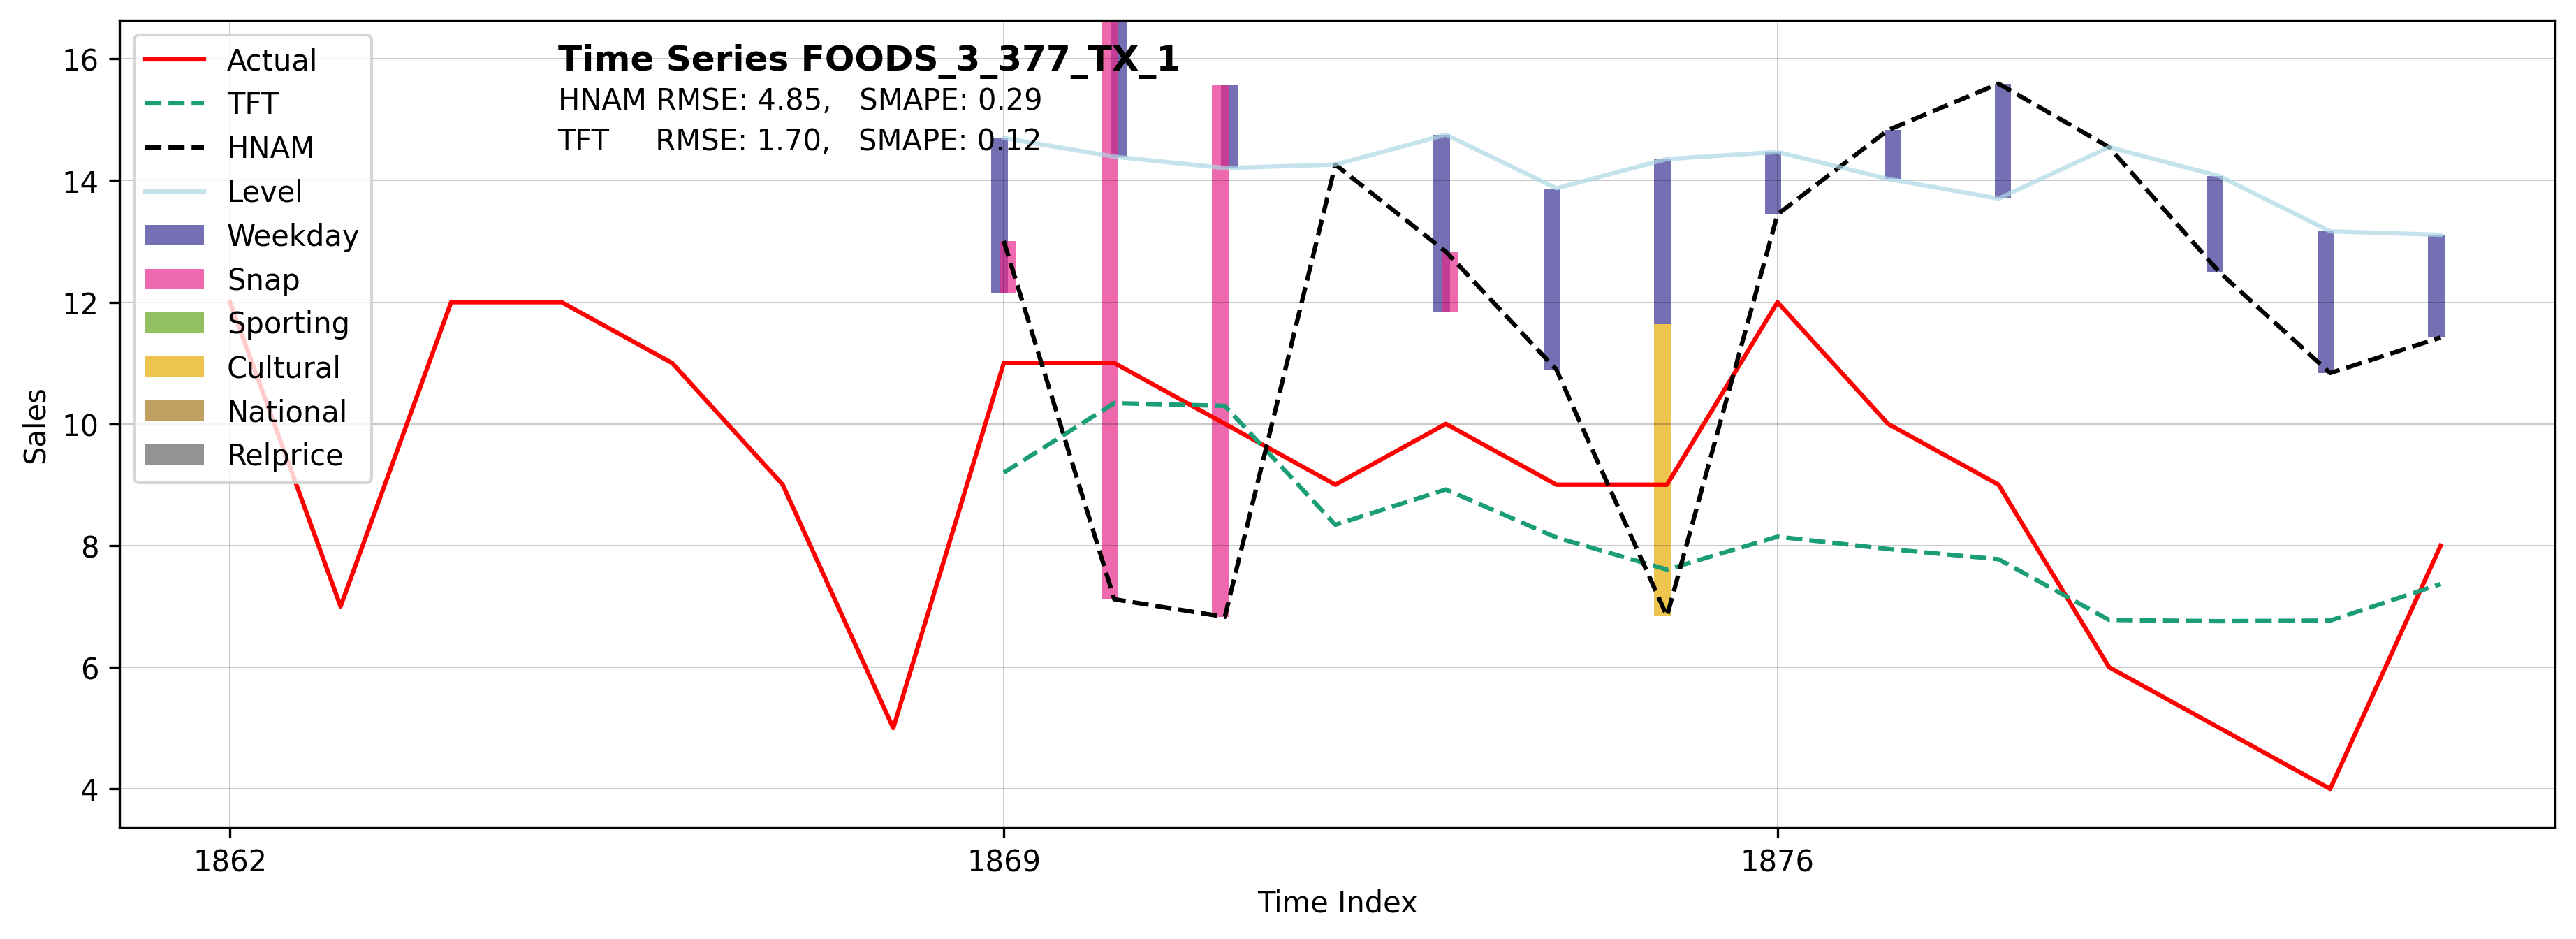 Time Series FOODS_3_377_TX_1
HNAM RMSE: 4.85, SMAPE: 0.29
TFT RMSE: 1.70, SMAPE: 0.12
Actual
TFT
HNAM
Level
Weekday
Snap
Sporting
Cultural
National
Relprice
Sales
16
14
12
10
8
6
4
1862
1869
1876
Time Index